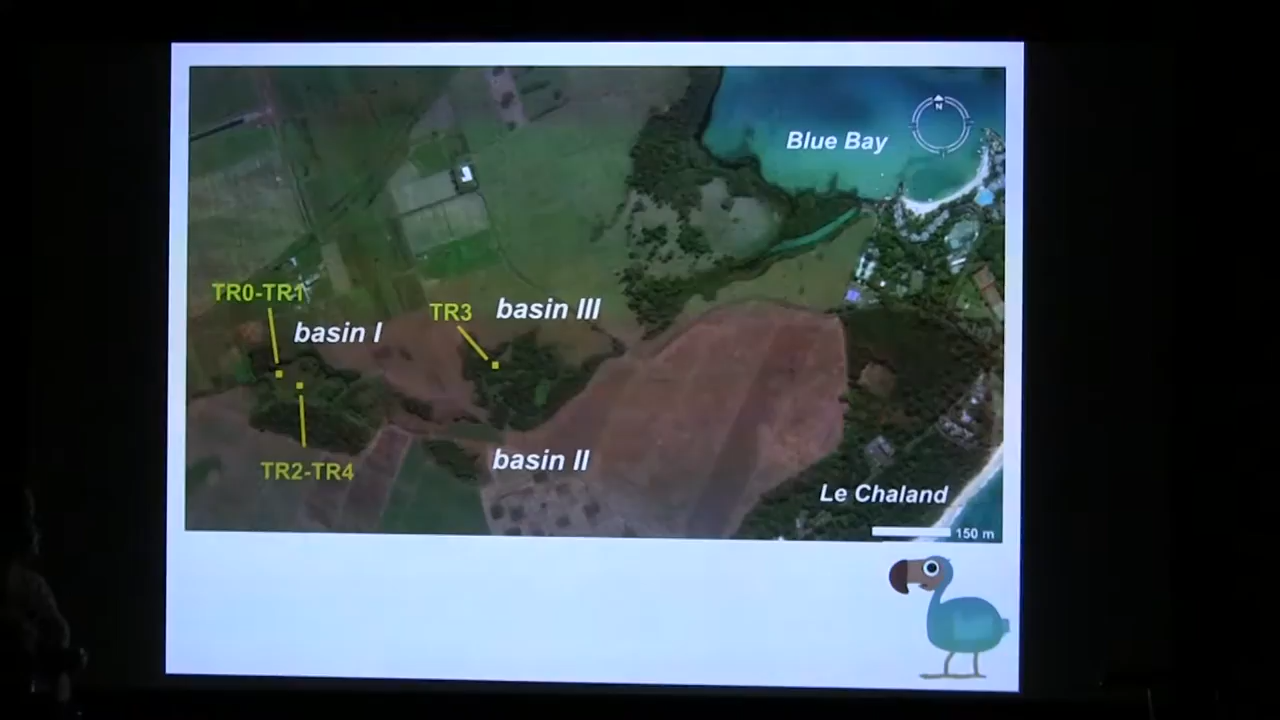 N
Blue Bay
TR0-TR1
TR3
basin III
basin I
basin II
TR2-TR4
Le Chaland
150 m